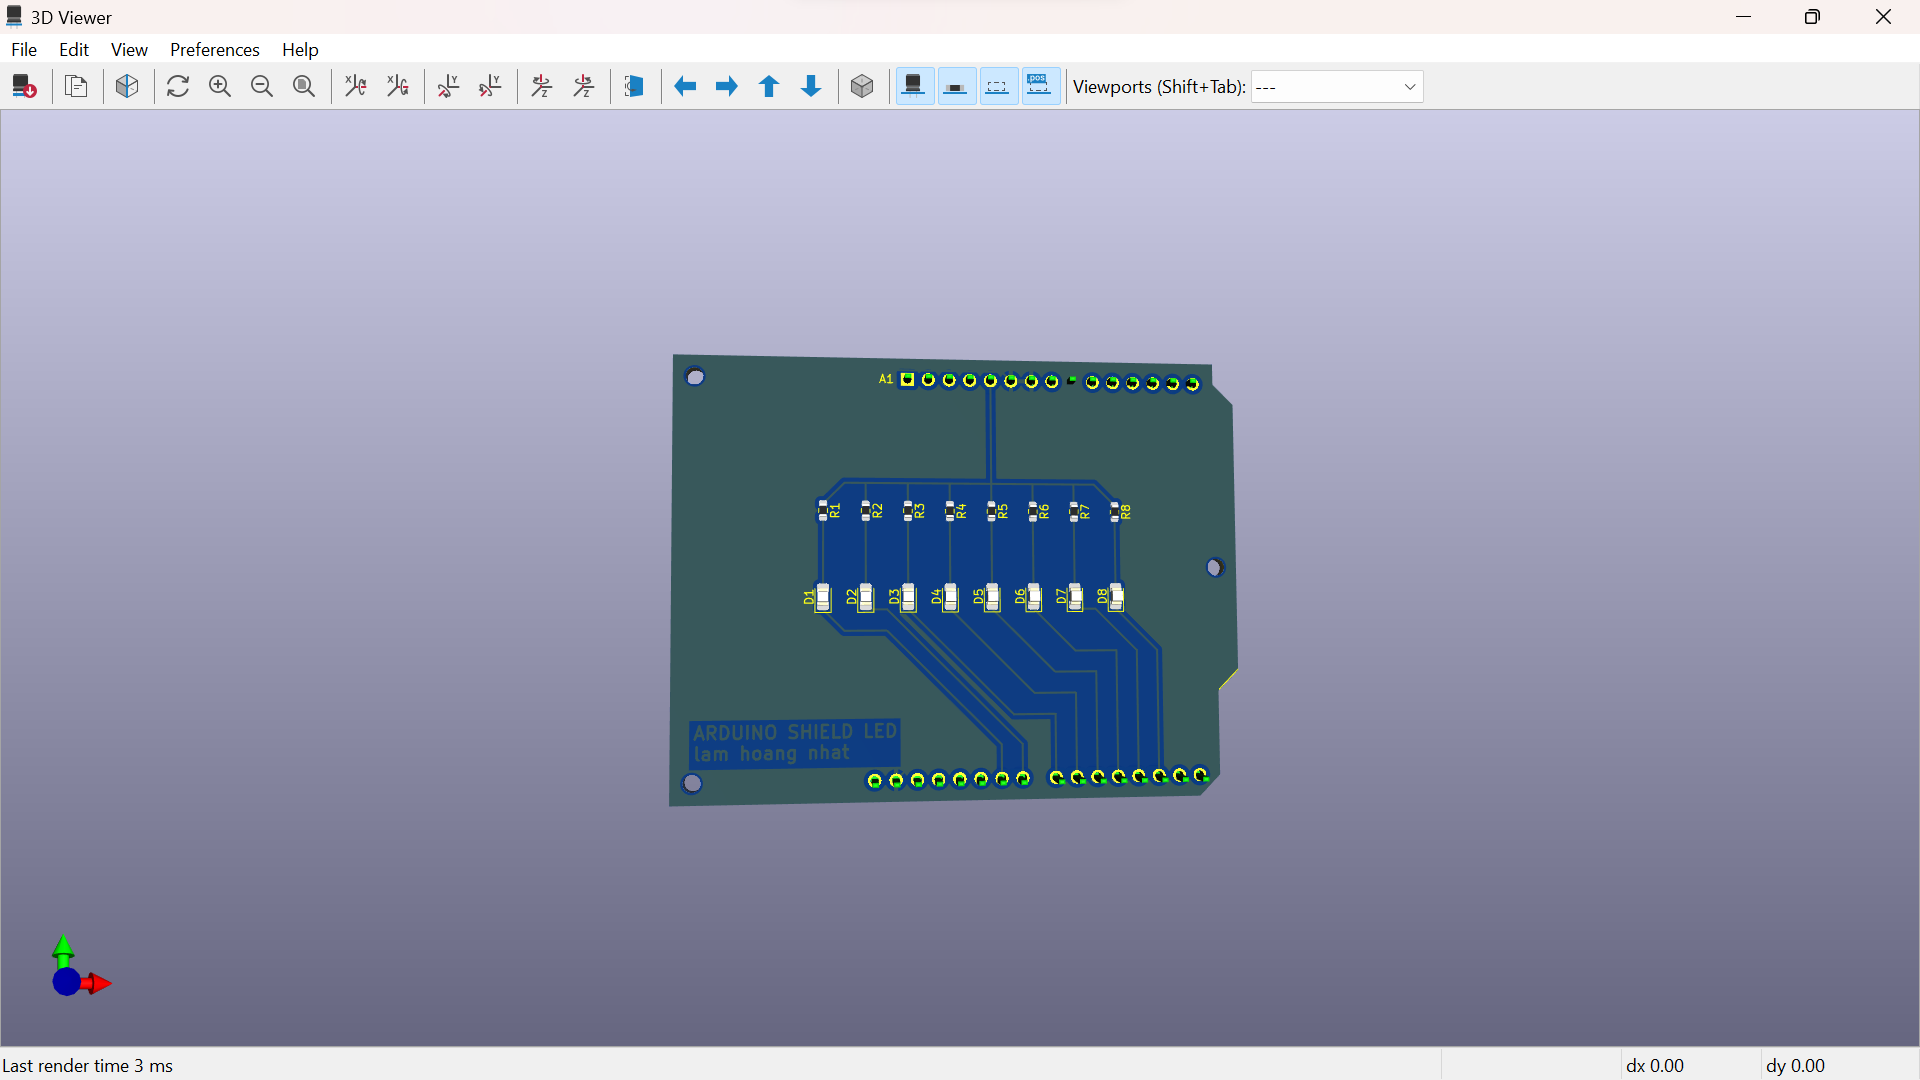 3D Viewer
File Edit View Preferences Help
.pos
Viewports (Shift+Tab): ---
A1
R1 R2 R3 R4 R5 R6 R7 R8
D1 D2 D3 D4 D5 D6 D7 D8
ARDUINO SHIELD LED
lam hoang nhat
Last render time 3 ms
dx 0.00
dy 0.00